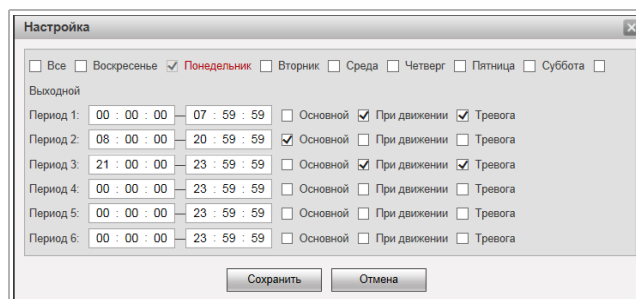 Настройка
Все Воскресенье Понедельник Вторник Среда Четверг Пятница Суббота
Выходной
Период 1: 00 : 00 : 00 — 07 : 59 : 59 Основной При движении Тревога
Период 2: 08 : 00 : 00 — 20 : 59 : 59 Основной При движении Тревога
Период 3: 21 : 00 : 00 — 23 : 59 : 59 Основной При движении Тревога
Период 4: 00 : 00 : 00 — 23 : 59 : 59 Основной При движении Тревога
Период 5: 00 : 00 : 00 — 23 : 59 : 59 Основной При движении Тревога
Период 6: 00 : 00 : 00 — 23 : 59 : 59 Основной При движении Тревога
Сохранить Отмена